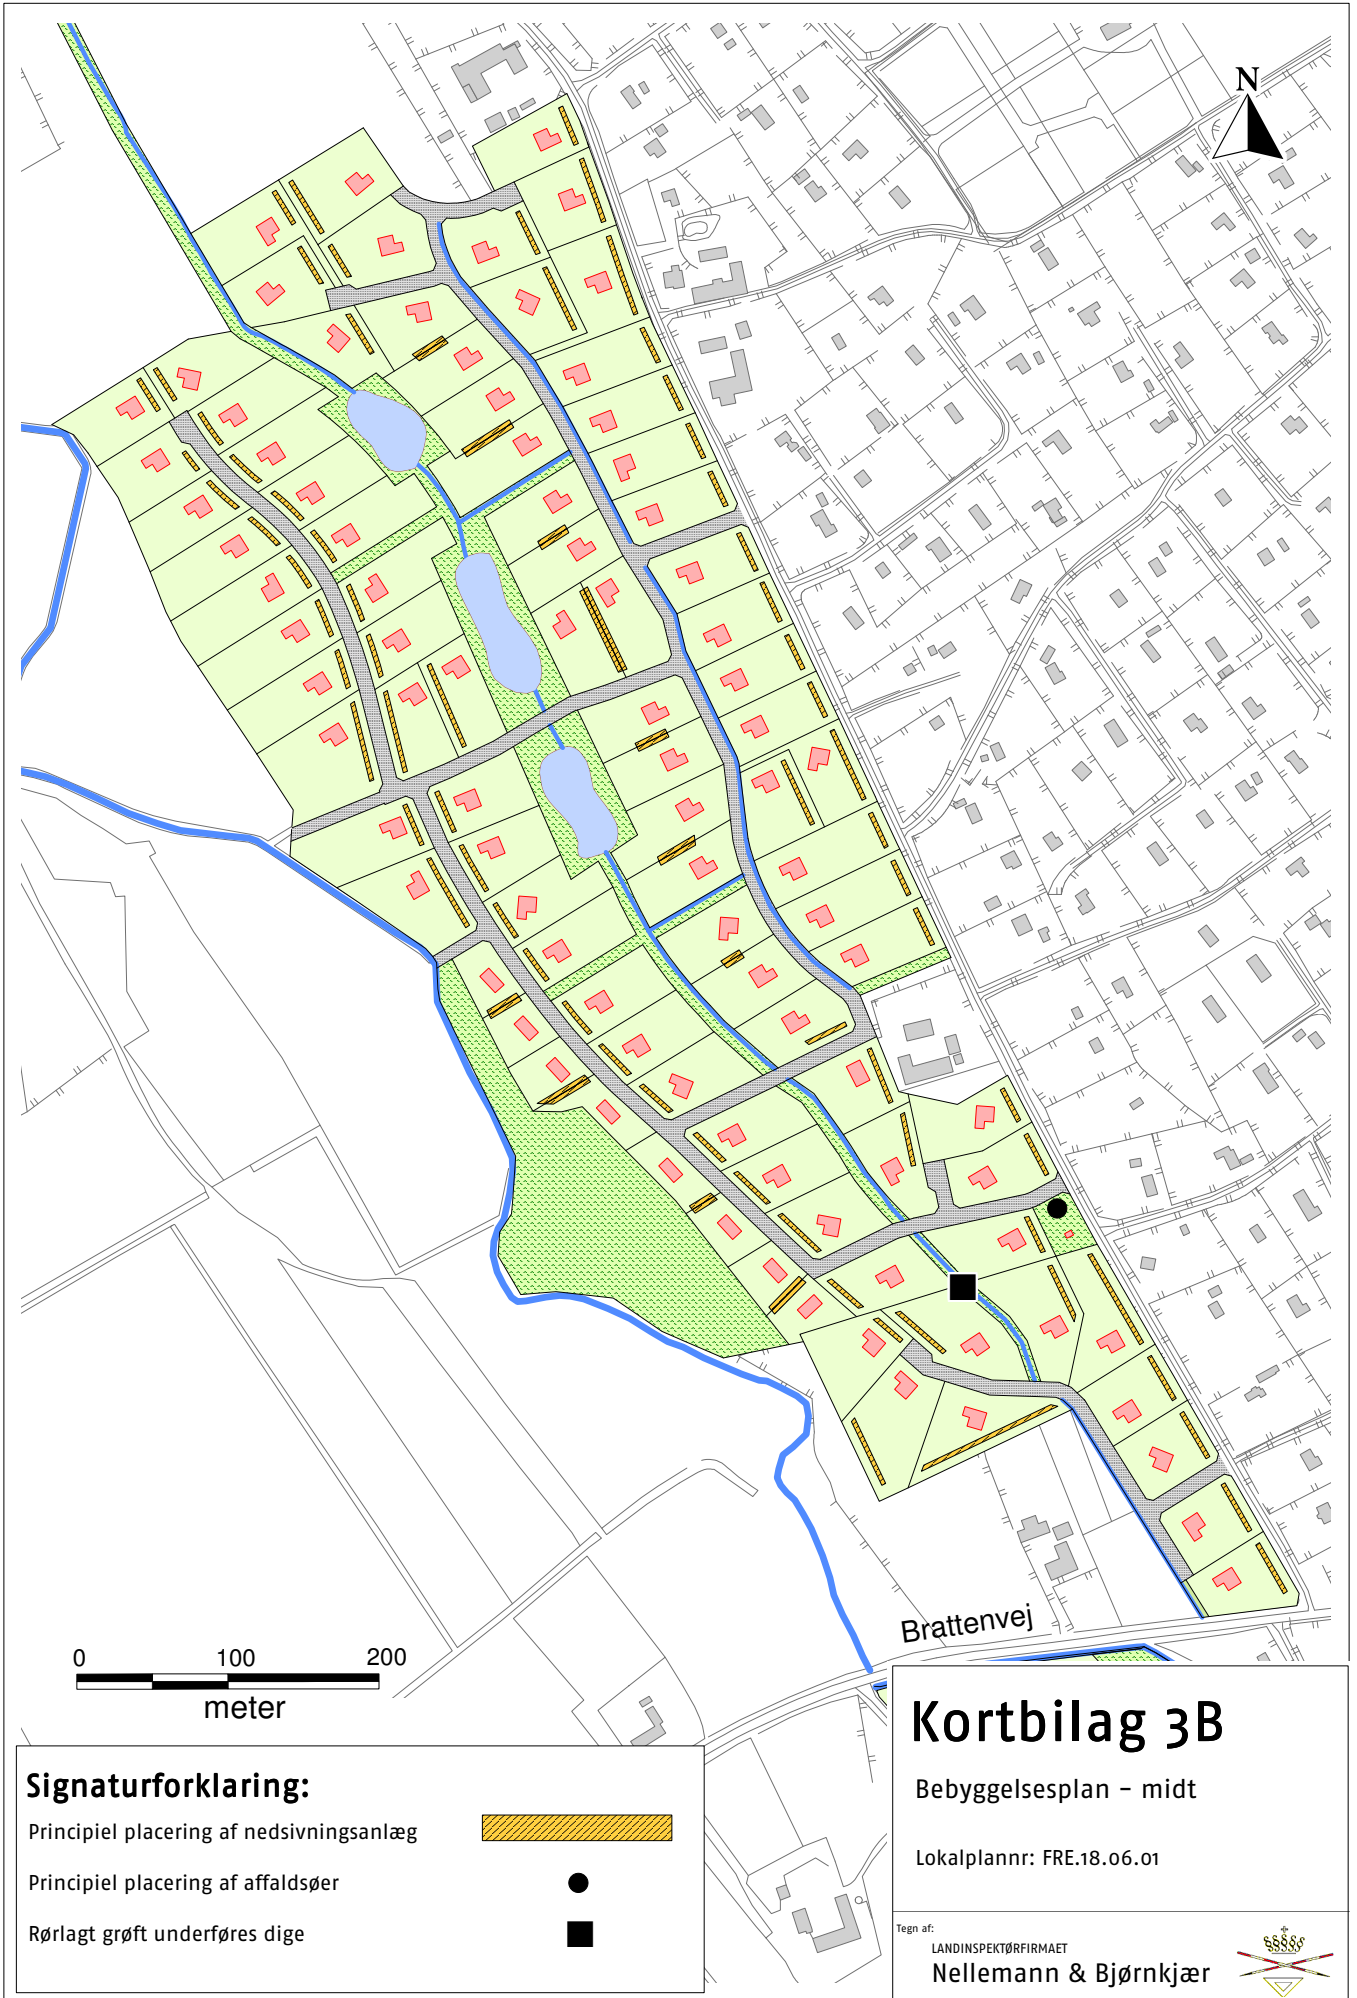 N
Brattenvej
0 100 200
meter
Signaturforklaring:
Principiel placering af nedsivningsanlæg
Principiel placering af affaldsøer
Rørlagt grøft underføres dige
Kortbilag 3B
Bebyggelsesplan - midt
Lokalplannr: FRE.18.06.01
Tegn af:
LANDINSPEKTØRFIRMAET
Nellemann & Bjørnkjær
§§§§§